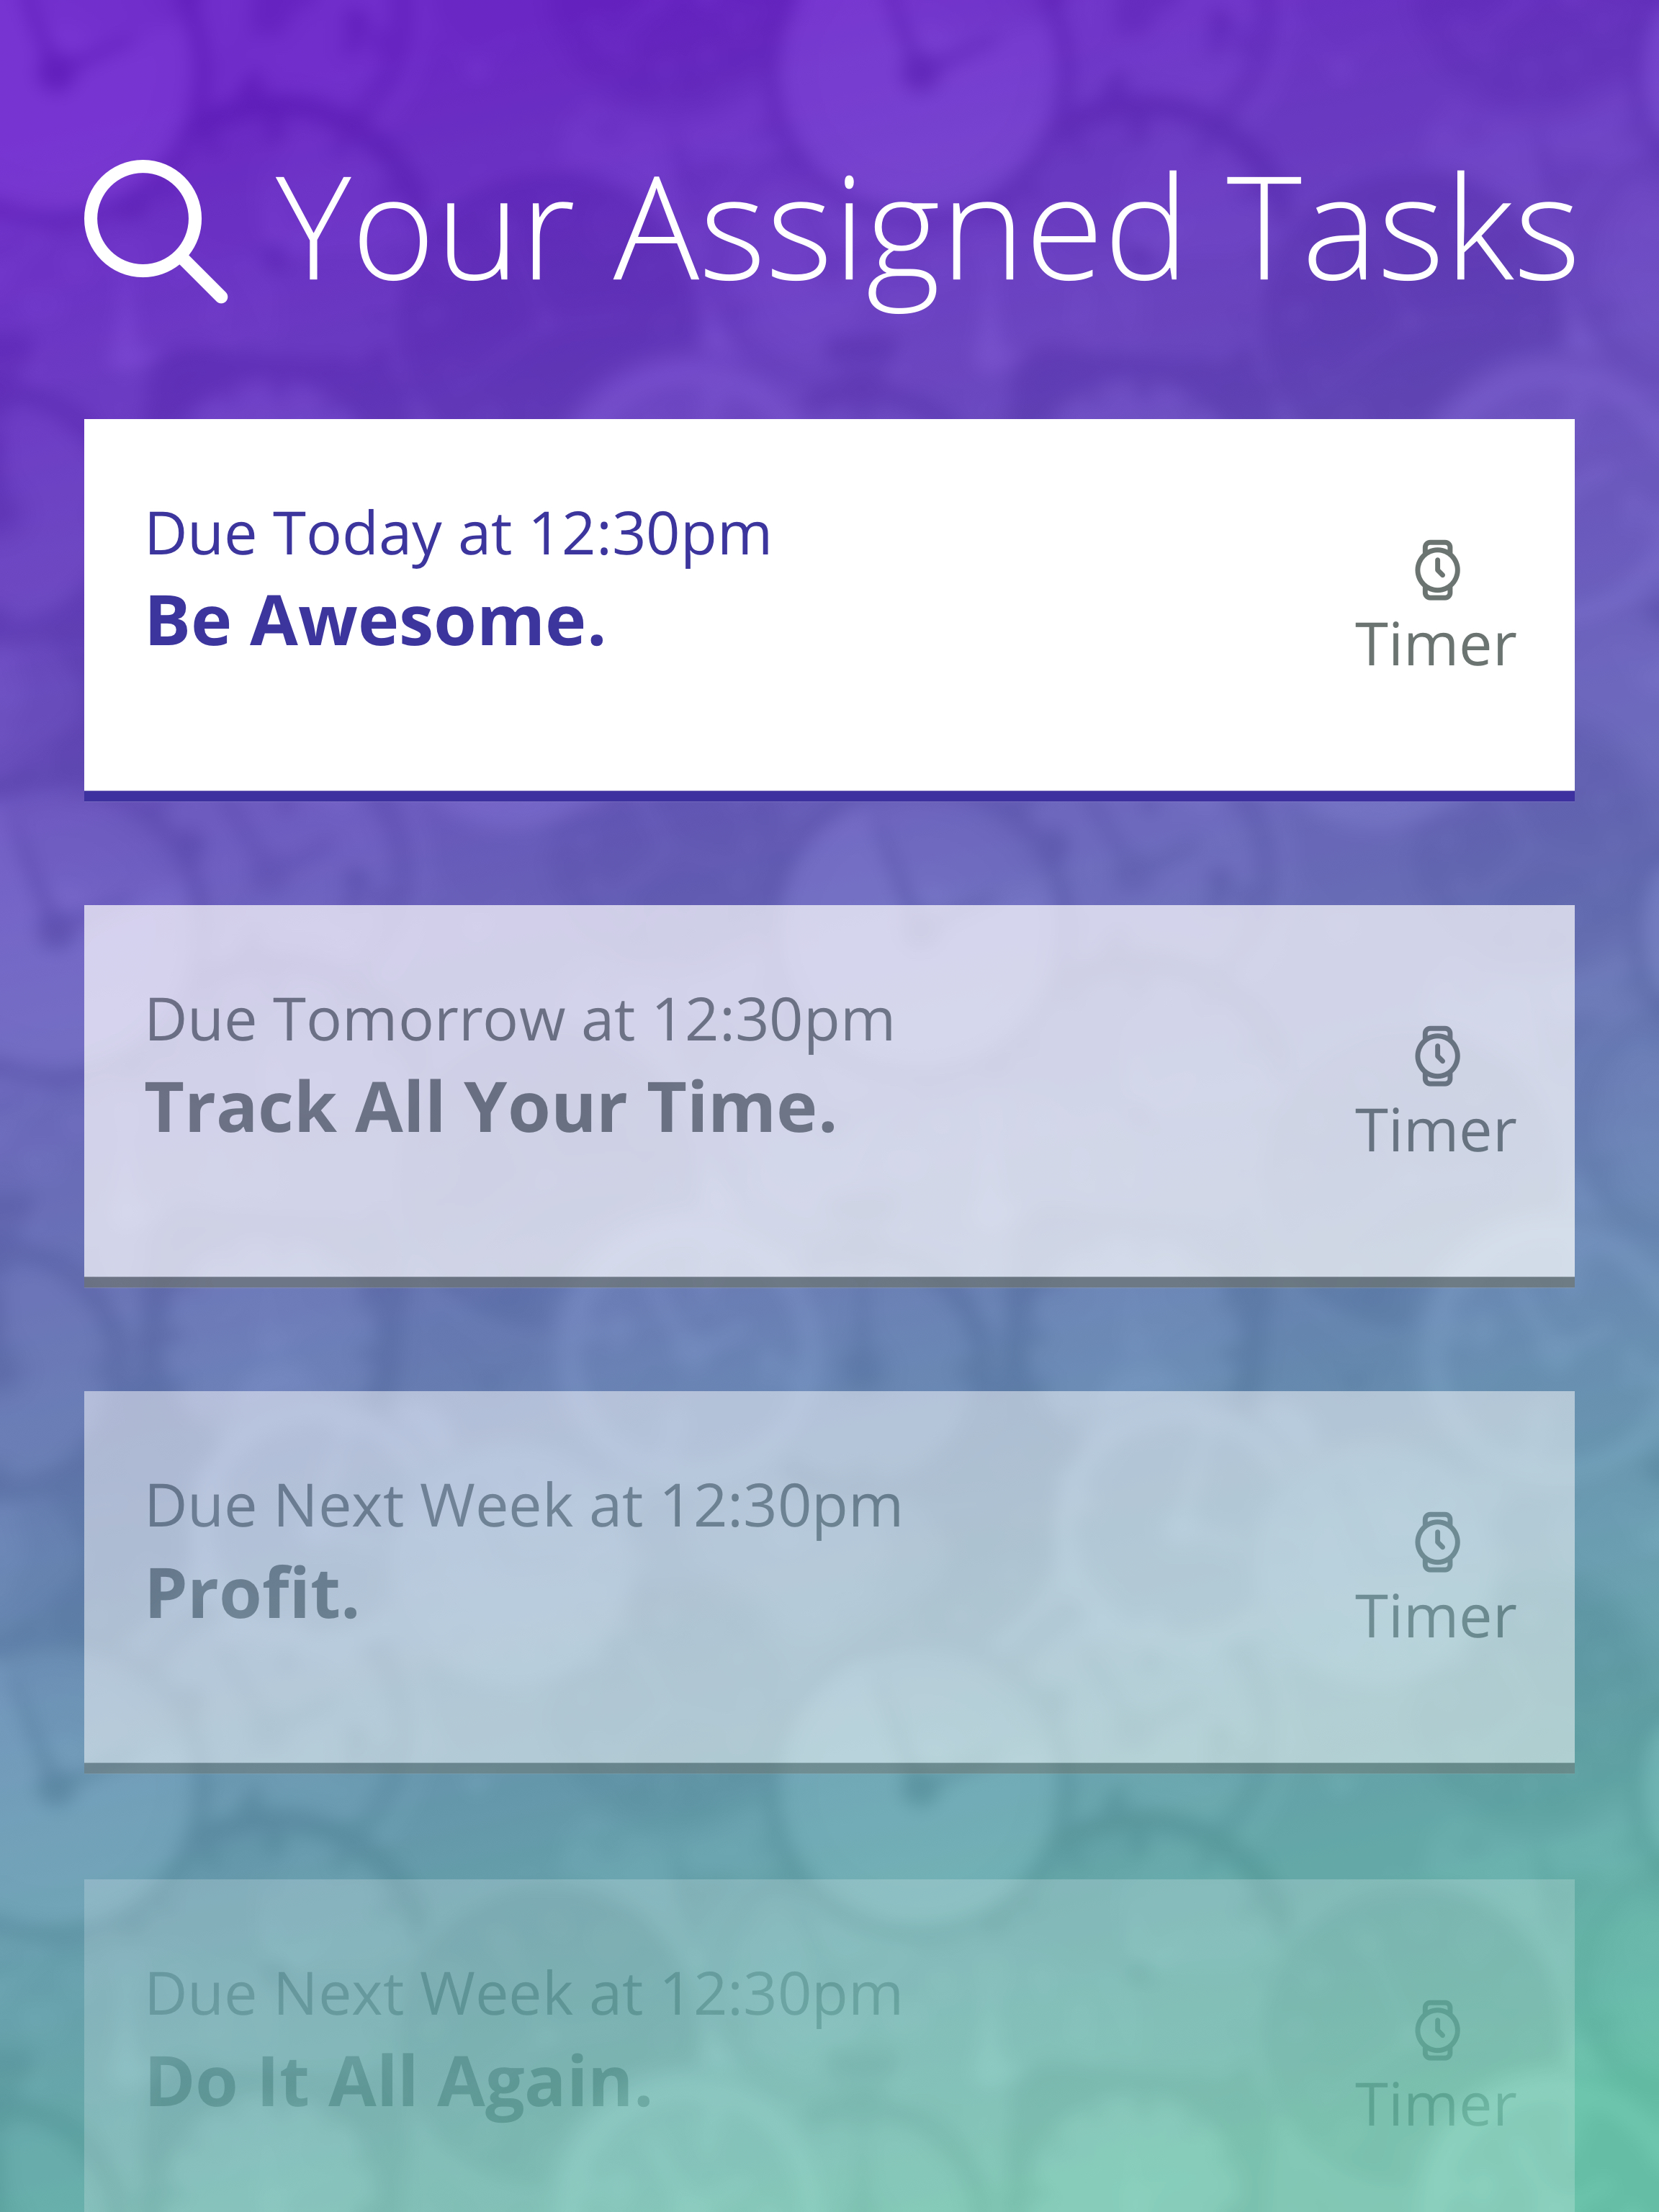 Your Assigned Tasks
Due Today at 12:30pm
Be Awesome.
Timer
Due Tomorrow at 12:30pm
Track All Your Time.
Timer
Due Next Week at 12:30pm
Profit.
Timer
Due Next Week at 12:30pm
Do It All Again.
Timer